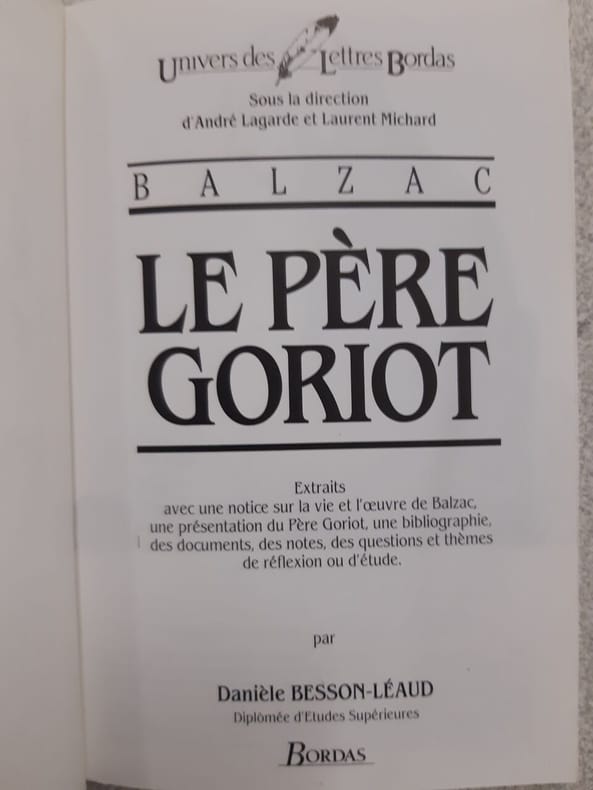 Univers des Lettres Bordas
Sous la direction
d'André Lagarde et Laurent Michard
BALZAC
LE PÈRE
GORIOT
Extraits
avec une notice sur la vie et l'œuvre de Balzac,
une présentation du Père Goriot, une bibliographie,
des documents, des notes, des questions et thèmes
de réflexion ou d'étude.
par
Danièle BESSON-LÉAUD
Diplômée d'Etudes Supérieures
BORDAS